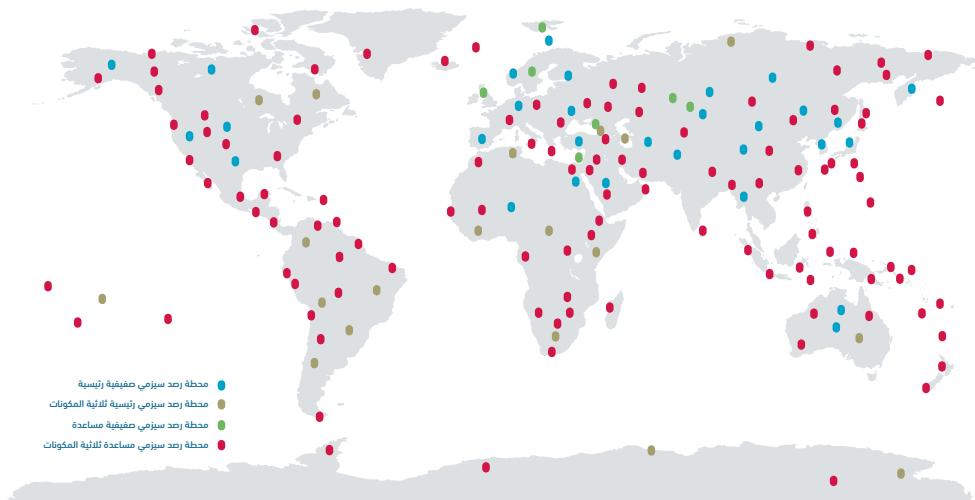 محطة رصد سيزمي صفيفية رئيسية
محطة رصد سيزمي رئيسية ثلاثية المكونات
محطة رصد سيزمي صفيفية مساعدة
محطة رصد سيزمي مساعدة ثلاثية المكونات